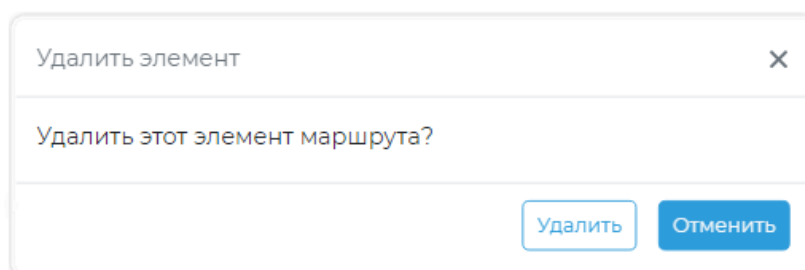 Удалить элемент
Удалить этот элемент маршрута?
Удалить Отменить